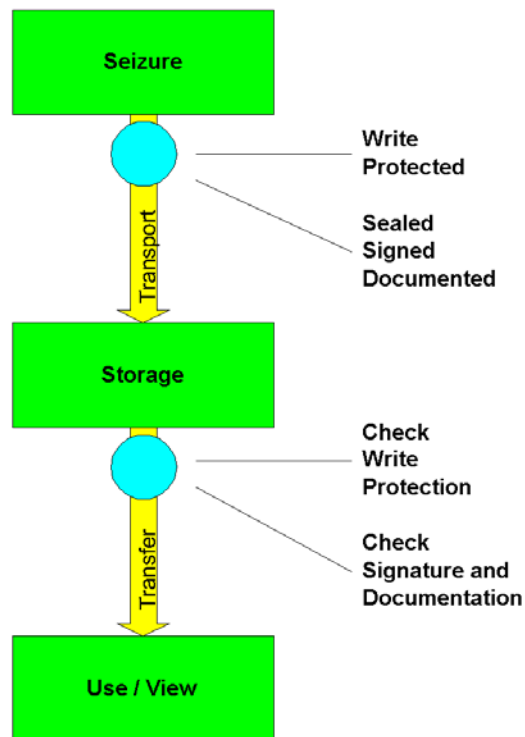 Seizure
Write
Protected
Transport
Sealed
Signed
Documented
Storage
Check
Write
Protection
Transfer
Check
Signature and
Documentation
Use / View